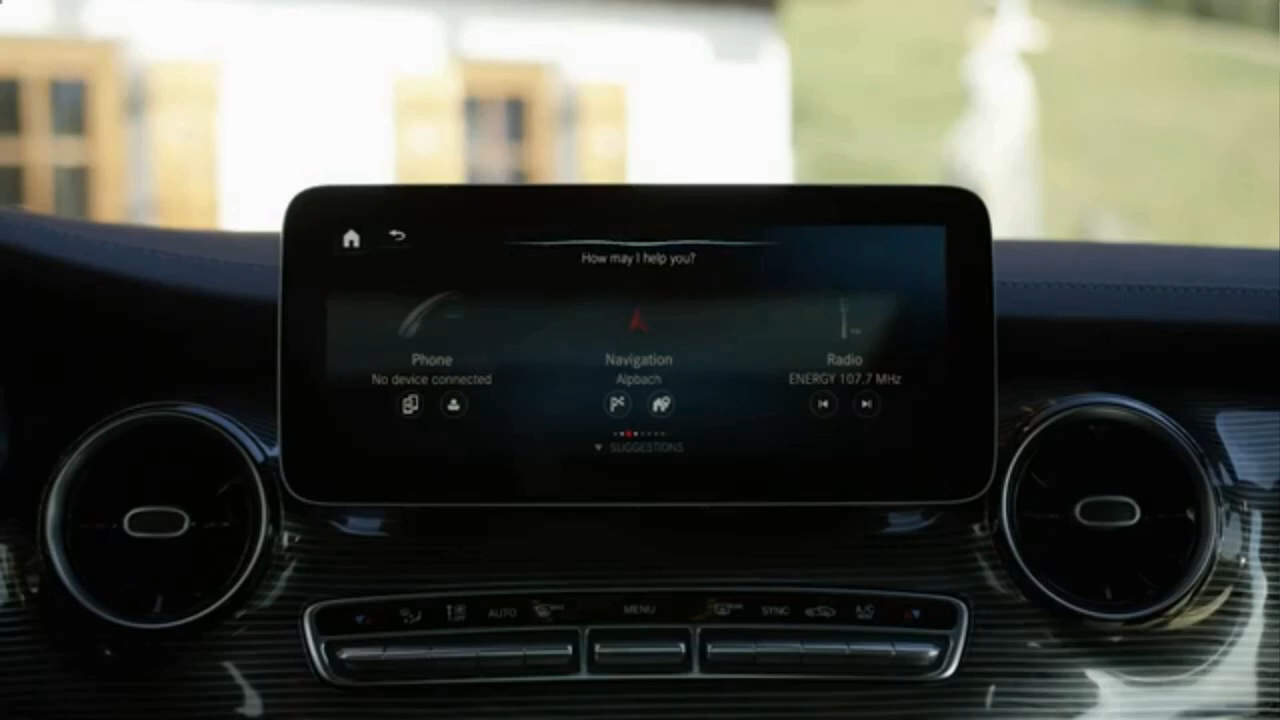 How may I help you?
Phone
No device connected
Navigation
Alpbach
Radio
ENERGY 107.7 MHz
SUGGESTIONS
AUTO
MENU
SYNC
A/C